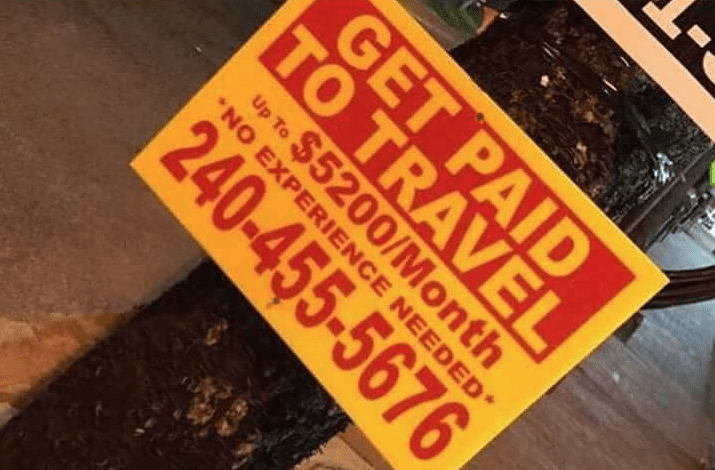 GET PAID
TO TRAVEL
Up To $5200/Month
*NO EXPERIENCE NEEDED*
240-455-5676